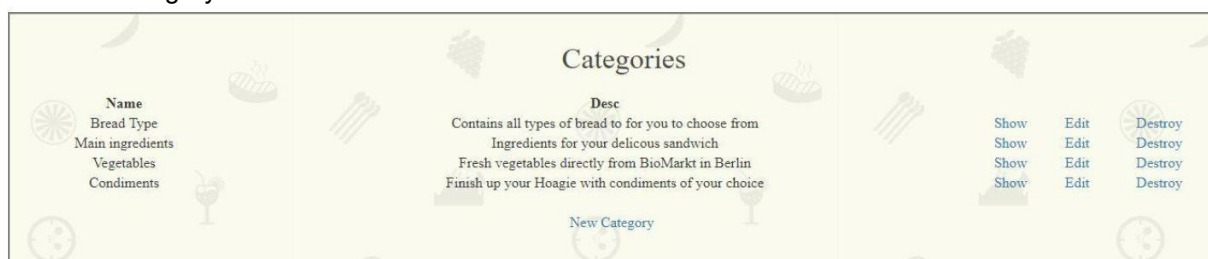 Categories
Name Desc
Bread Type Contains all types of bread to for you to choose from Show Edit Destroy
Main ingredients Ingredients for your delicous sandwich Show Edit Destroy
Vegetables Fresh vegetables directly from BioMarkt in Berlin Show Edit Destroy
Condiments Finish up your Hoagie with condiments of your choice Show Edit Destroy
New Category